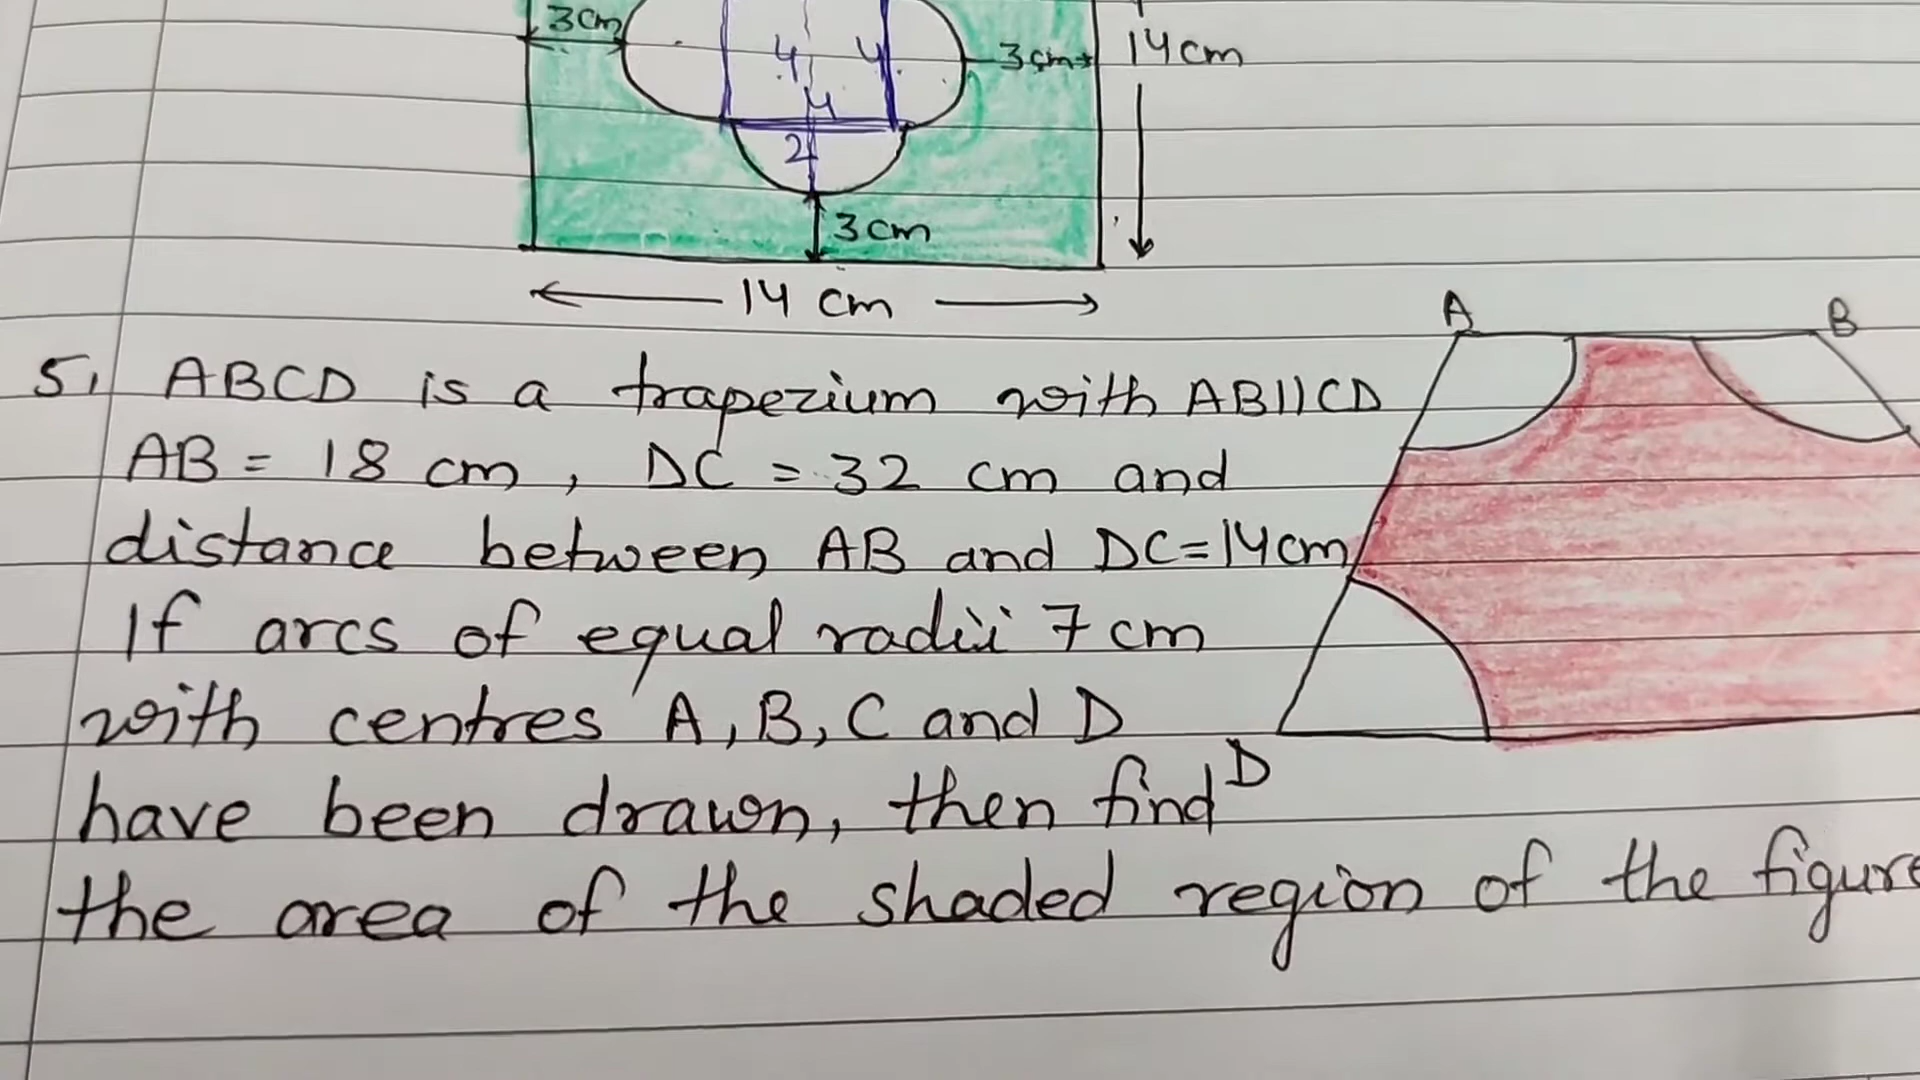 3cm
4 4
3cm
14cm
4
2
3cm
14 cm
A B
5, ABCD is a trapezium with AB||CD
AB = 18 cm, DC = 32 cm and
distance between AB and DC=14cm
If arcs of equal radii 7 cm
with centres A, B, C and D
have been drawn, then find
D
the area of the shaded region of the figure